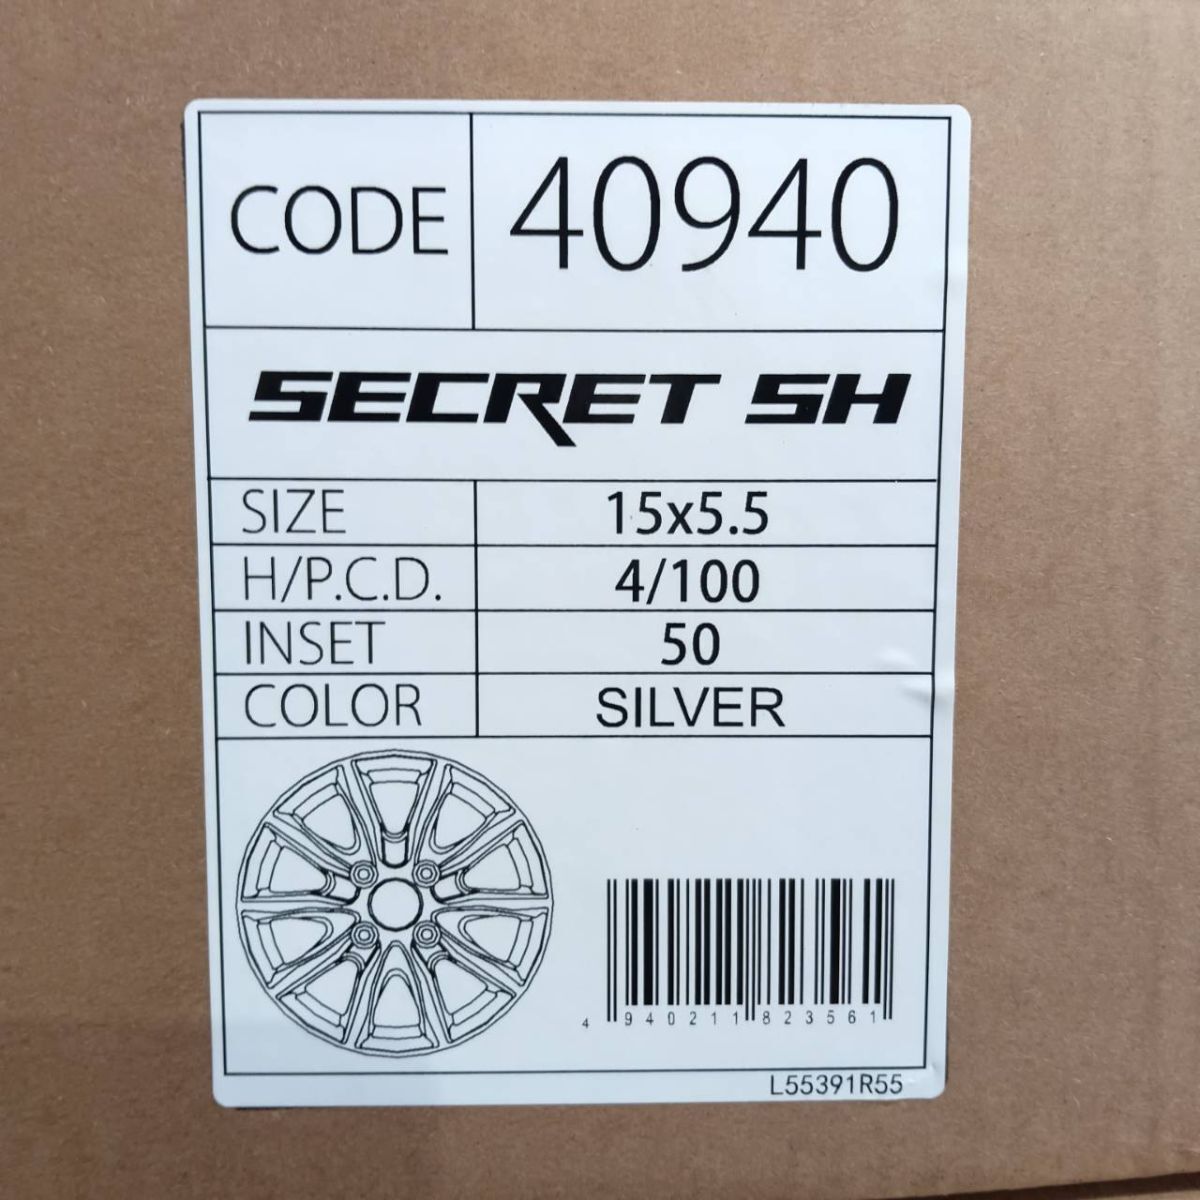 CODE 40940
SECRET SH
SIZE 15x5.5
H/P.C.D. 4/100
INSET 50
COLOR SILVER
4 940211 823561
L55391R55